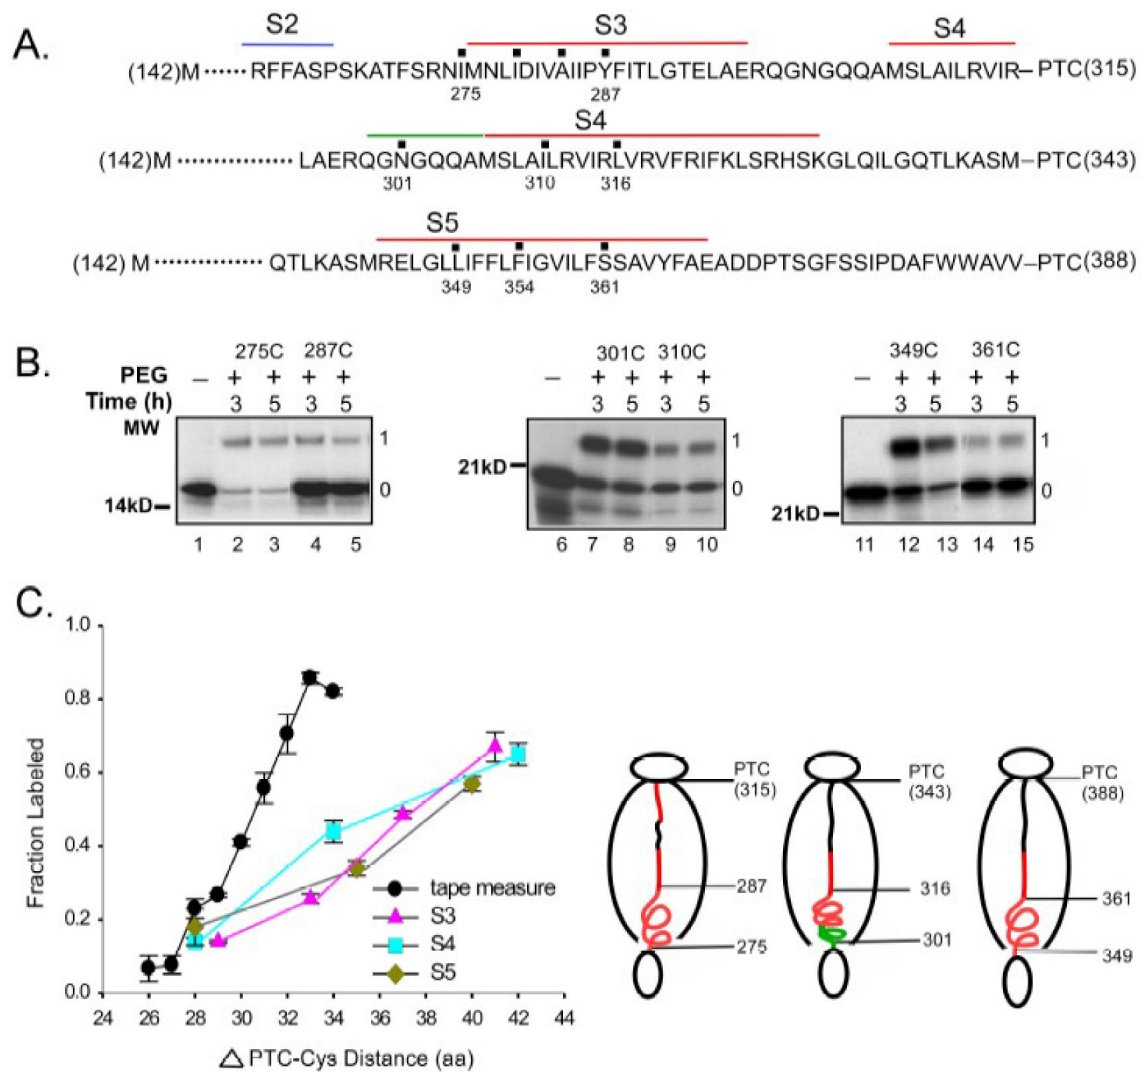 A.
S2 S3 S4
(142)M ······ RFFASPSKATFSRNIMNLIDIVAIIPYFITLGTELAERQGNGQQAMSLAILRVIR– PTC(315)
275 287
S4
(142)M ················ LAERQGNGQQAMSLAILRVIRLVRVFRIFKLSRHSKGLQILGQTLKASM–PTC(343)
301 310 316
S5
(142) M ··············· QTLKASMRELGLLIFFLFIGVILFSSAVYFAEADDPTSGFSSIPDAFWWAVV–PTC(388)
349 354 361
B.
275C 287C 301C 310C 349C 361C
PEG – + + + + – + + + + – + + + +
Time (h) 3 5 3 5 3 5 3 5 3 5 3 5
MW
1 1 1
21kD
0 0 0
14kD 21kD
1 2 3 4 5 6 7 8 9 10 11 12 13 14 15
C.
1.0
0.8
0.6
0.4
0.2
0.0
Fraction Labeled
tape measure
S3
S4
S5
24 26 28 30 32 34 36 38 40 42 44
△ PTC-Cys Distance (aa)
PTC
(315)
287
275
PTC
(343)
316
301
PTC
(388)
361
349